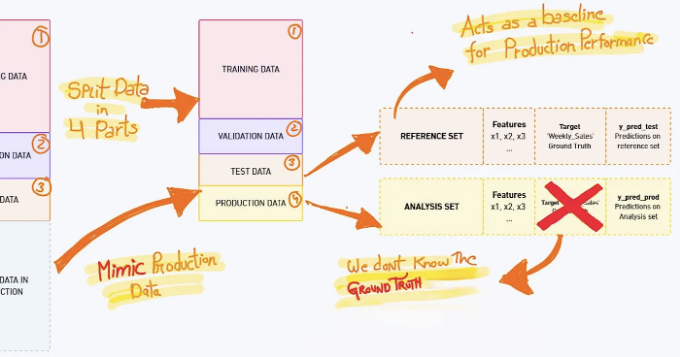 ①
G DATA
②
ON DATA
③
DATA
DATA IN
CTION
Split Data
in
4 Parts
①
TRAINING DATA
②
VALIDATION DATA
③
TEST DATA
PRODUCTION DATA
④
Mimic Production
Data
Acts as a baseline
for Production Performance
REFERENCE SET
Features
x1, x2, x3
...
Target
'Weekly_Sales'
Ground Truth
y_pred_test
Predictions on
reference set
ANALYSIS SET
Features
x1, x2, x3
...
Target
y_pred_prod
Predictions on
Analysis set
We dont Know The
GROUND TRUTH